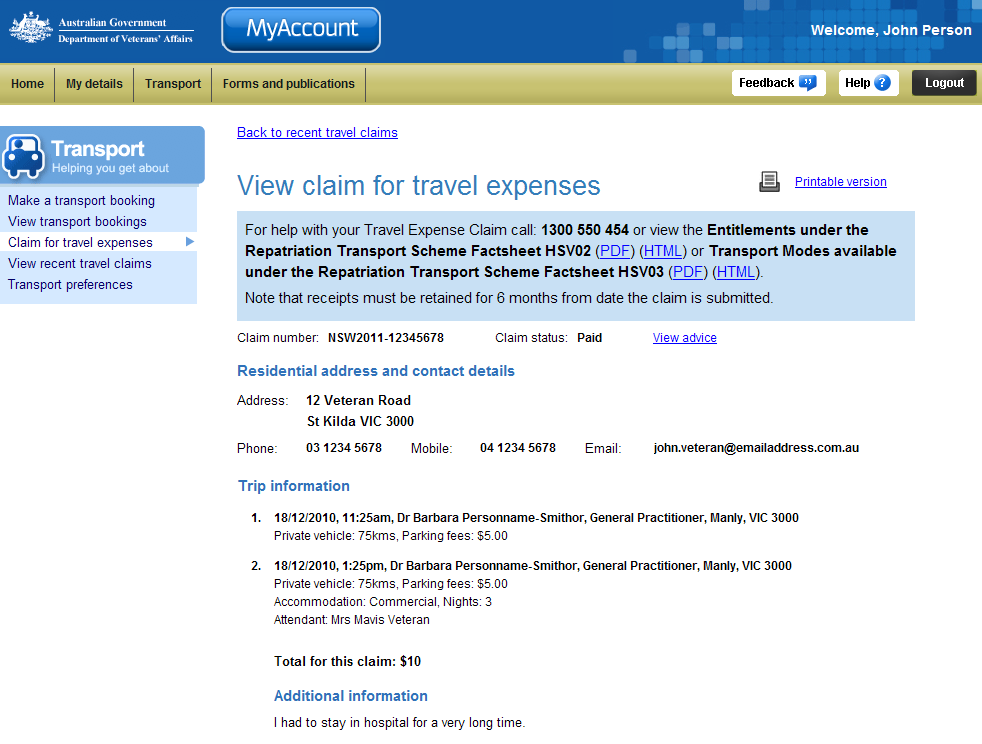 Australian Government
Department of Veterans' Affairs
MyAccount
Welcome, John Person
Home My details Transport Forms and publications Feedback Help ? Logout
Transport
Helping you get about
Make a transport booking
View transport bookings
Claim for travel expenses
View recent travel claims
Transport preferences
Back to recent travel claims
View claim for travel expenses
Printable version
For help with your Travel Expense Claim call: 1300 550 454 or view the Entitlements under the
Repatriation Transport Scheme Factsheet HSV02 (PDF) (HTML) or Transport Modes available
under the Repatriation Transport Scheme Factsheet HSV03 (PDF) (HTML).
Note that receipts must be retained for 6 months from date the claim is submitted.
Claim number: NSW2011-12345678 Claim status: Paid View advice
Residential address and contact details
Address: 12 Veteran Road
St Kilda VIC 3000
Phone: 03 1234 5678 Mobile: 04 1234 5678 Email: john.veteran@emailaddress.com.au
Trip information
1. 18/12/2010, 11:25am, Dr Barbara Personname-Smithor, General Practitioner, Manly, VIC 3000
Private vehicle: 75kms, Parking fees: $5.00
2. 18/12/2010, 1:25pm, Dr Barbara Personname-Smithor, General Practitioner, Manly, VIC 3000
Private vehicle: 75kms, Parking fees: $5.00
Accommodation: Commercial, Nights: 3
Attendant: Mrs Mavis Veteran
Total for this claim: $10
Additional information
I had to stay in hospital for a very long time.